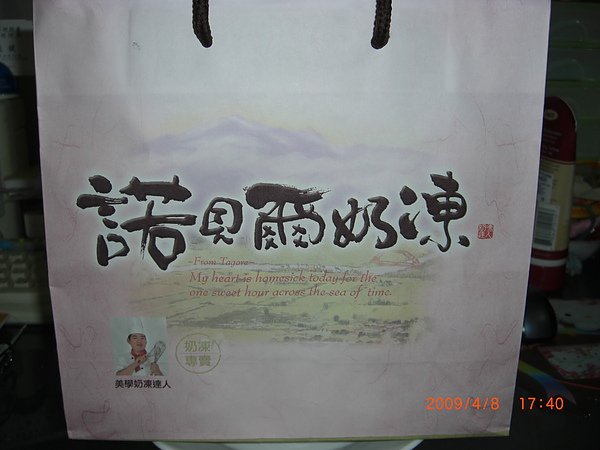 諾貝爾奶凍
~From Tagore~
My heart is homesick today for the
one sweet hour across the sea of time.
奶凍
專賣
美學奶凍達人
2009/4/8 17:40